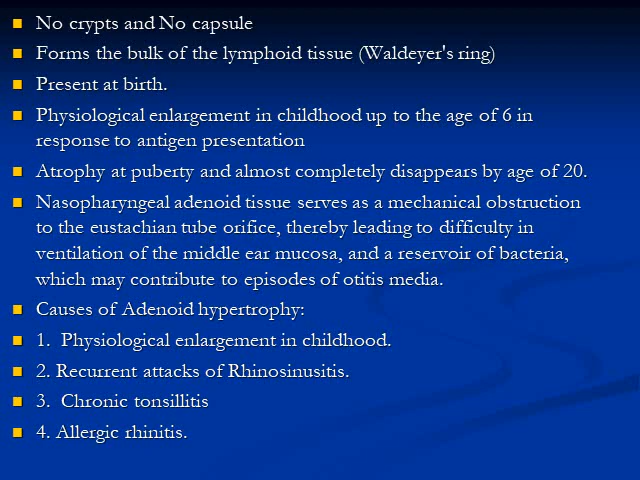 No crypts and No capsule
Forms the bulk of the lymphoid tissue (Waldeyer's ring)
Present at birth.
Physiological enlargement in childhood up to the age of 6 in
response to antigen presentation
Atrophy at puberty and almost completely disappears by age of 20.
Nasopharyngeal adenoid tissue serves as a mechanical obstruction
to the eustachian tube orifice, thereby leading to difficulty in
ventilation of the middle ear mucosa, and a reservoir of bacteria,
which may contribute to episodes of otitis media.
Causes of Adenoid hypertrophy:
1.  Physiological enlargement in childhood.
2. Recurrent attacks of Rhinosinusitis.
3.  Chronic tonsillitis
4. Allergic rhinitis.